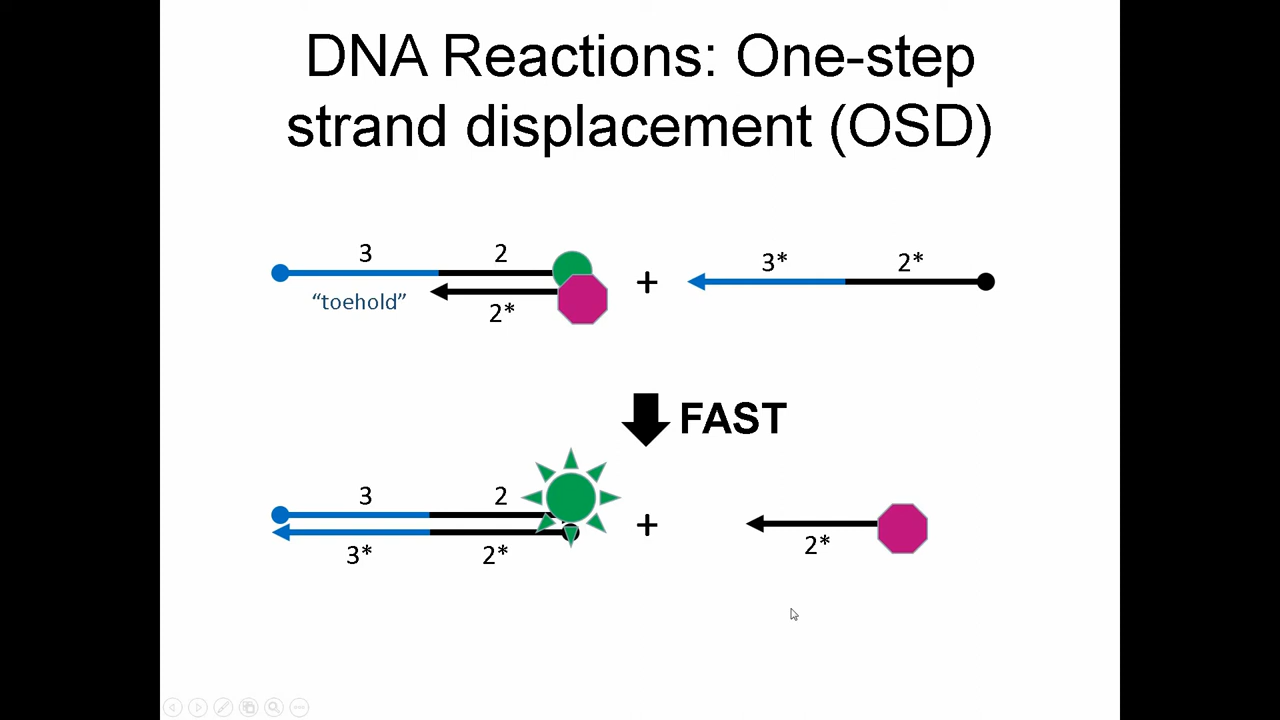 DNA Reactions: One-step
strand displacement (OSD)
3 2
“toehold”
2*
+
3* 2*
FAST
3 2
3* 2*
+
2*